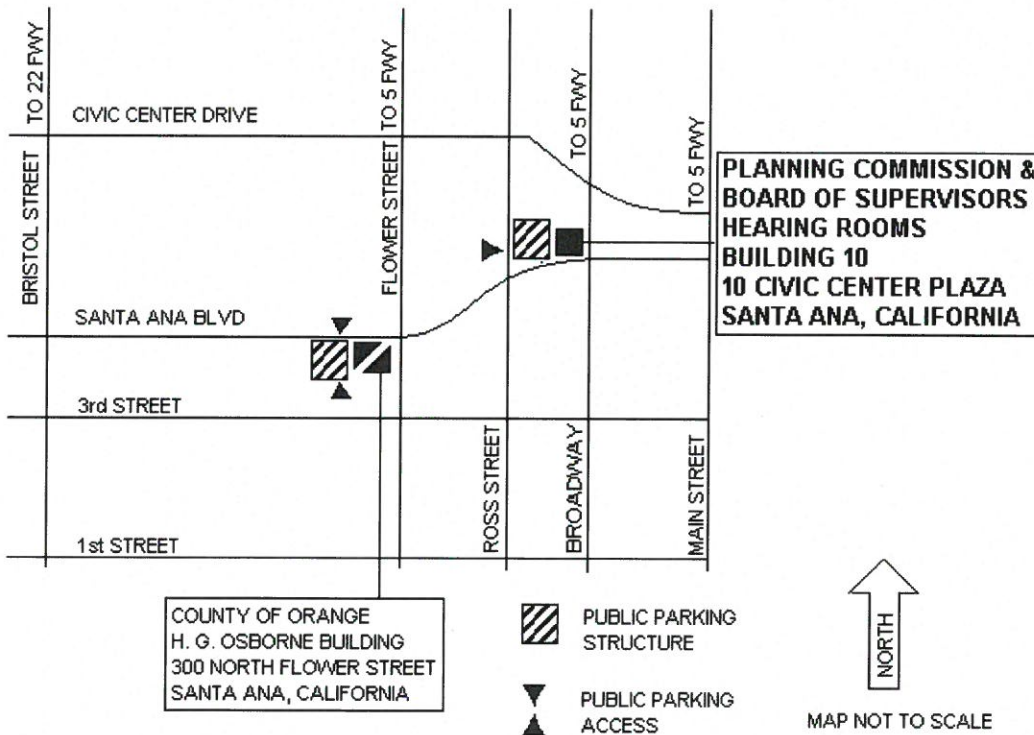 TO 22 FWY
TO 5 FWY
TO 5 FWY
TO 5 FWY
CIVIC CENTER DRIVE
BRISTOL STREET
FLOWER STREET
PLANNING COMMISSION &
BOARD OF SUPERVISORS
HEARING ROOMS
BUILDING 10
10 CIVIC CENTER PLAZA
SANTA ANA, CALIFORNIA
SANTA ANA BLVD
3rd STREET
ROSS STREET
BROADWAY
MAIN STREET
1st STREET
COUNTY OF ORANGE
H. G. OSBORNE BUILDING
300 NORTH FLOWER STREET
SANTA ANA, CALIFORNIA
PUBLIC PARKING
STRUCTURE
PUBLIC PARKING
ACCESS
NORTH
MAP NOT TO SCALE